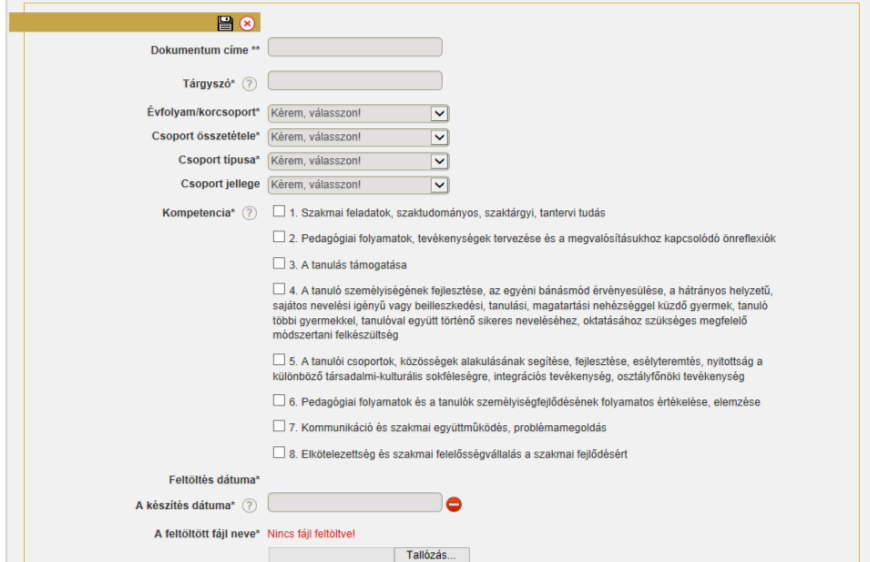 Dokumentum címe **
Tárgyszó* ?
Évfolyam/korcsoport* Kérem, válasszon!
Csoport összetétele* Kérem, válasszon!
Csoport típusa* Kérem, válasszon!
Csoport jellege Kérem, válasszon!
Kompetencia* ? 1. Szakmai feladatok, szaktudományos, szaktárgyi, tantervi tudás
2. Pedagógiai folyamatok, tevékenységek tervezése és a megvalósításukhoz kapcsolódó önreflexiók
3. A tanulás támogatása
4. A tanuló személyiségének fejlesztése, az egyéni bánásmód érvényesülése, a hátrányos helyzetű,
sajátos nevelési igényű vagy beilleszkedési, tanulási, magatartási nehézséggel küzdő gyermek, tanuló
többi gyermekkel, tanulóval együtt történő sikeres neveléséhez, oktatásához szükséges megfelelő
módszertani felkészültség
5. A tanulói csoportok, közösségek alakulásának segítése, fejlesztése, esélyteremtés, nyitottság a
különböző társadalmi-kulturális sokféleségre, integrációs tevékenység, osztályfőnöki tevékenység
6. Pedagógiai folyamatok és a tanulók személyiségfejlődésének folyamatos értékelése, elemzése
7. Kommunikáció és szakmai együttműködés, problémamegoldás
8. Elkötelezettség és szakmai felelősségvállalás a szakmai fejlődésért
Feltöltés dátuma*
A készítés dátuma* ?
A feltöltött fájl neve* Nincs fájl feltöltve!
Tallózás...